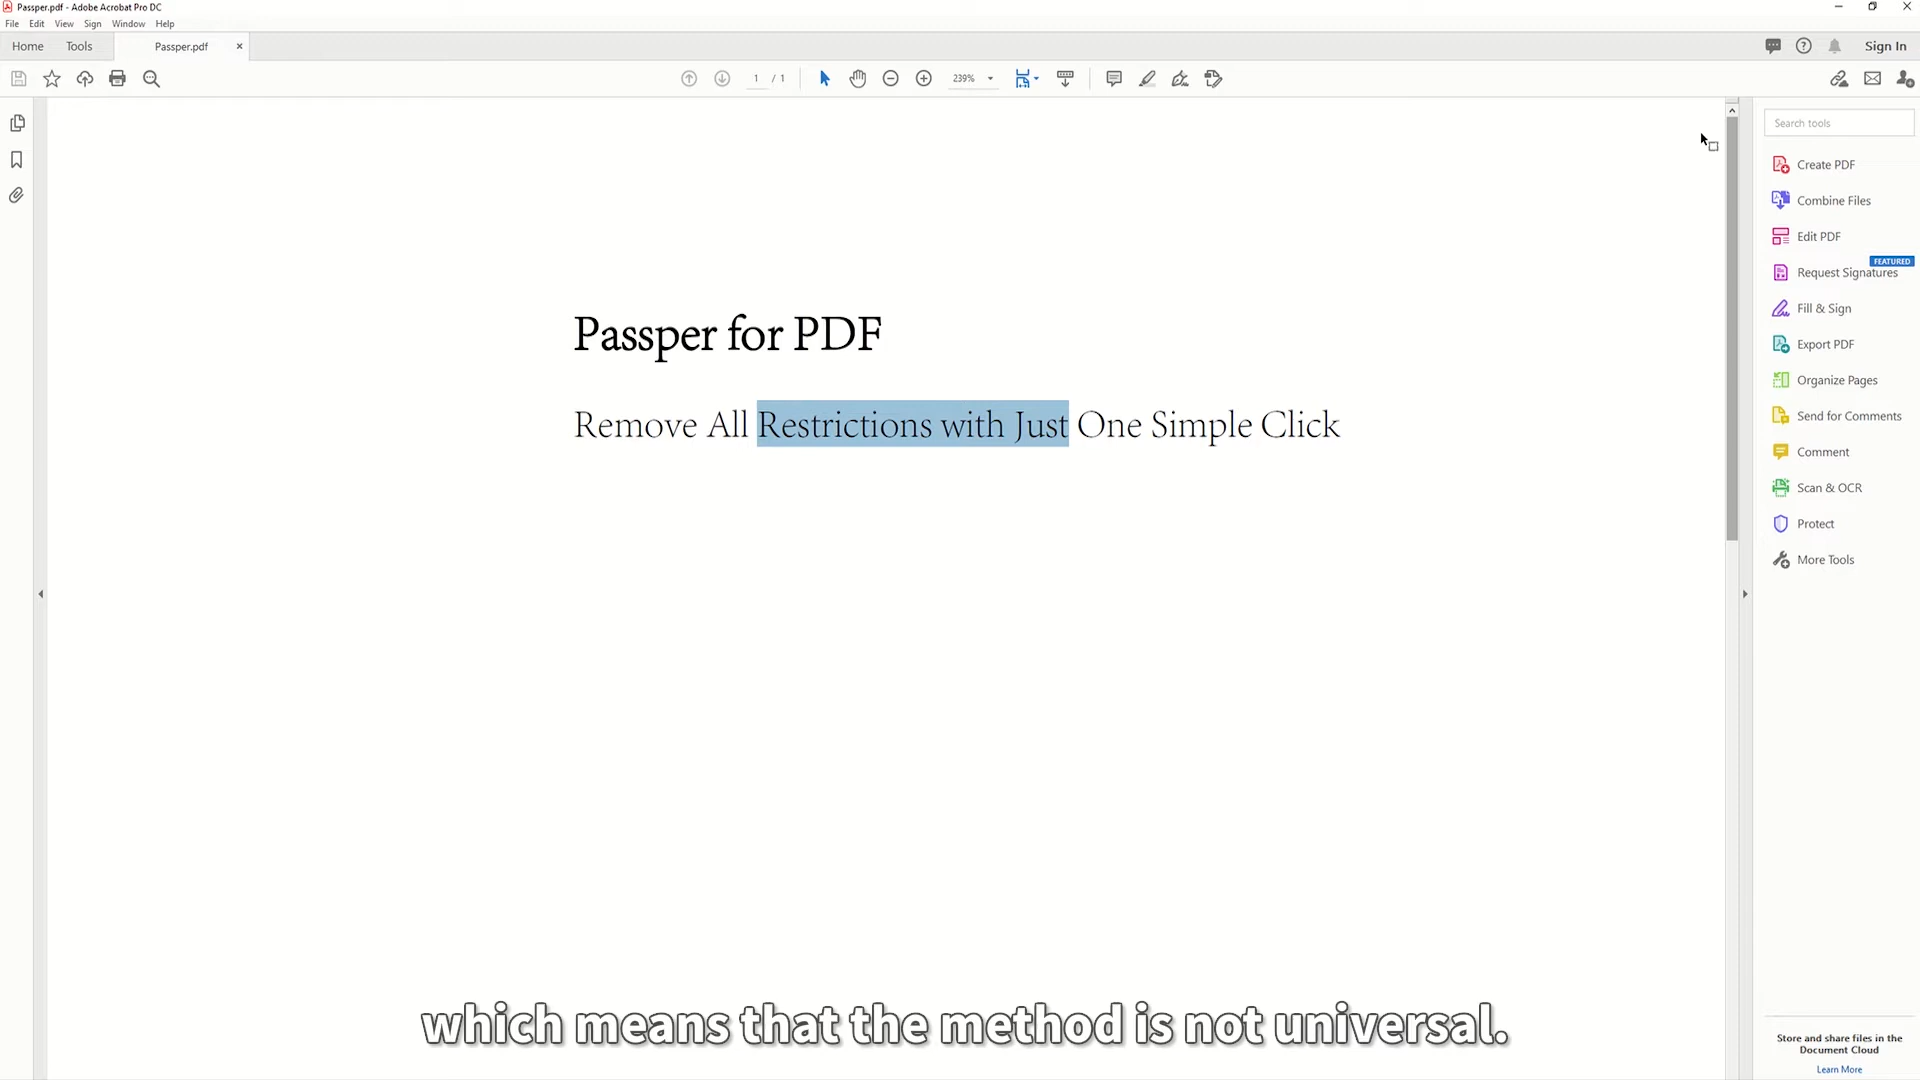 Passper.pdf - Adobe Acrobat Pro DC
File Edit View Sign Window Help
Home Tools Passper.pdf × Sign In
1 / 1 239%
Search tools
Create PDF
Combine Files
Edit PDF
FEATURED
Request Signatures
Fill & Sign
Export PDF
Organize Pages
Send for Comments
Comment
Scan & OCR
Protect
More Tools
Passper for PDF
Remove All Restrictions with Just One Simple Click
which means that the method is not universal.
Store and share files in the
Document Cloud
Learn More